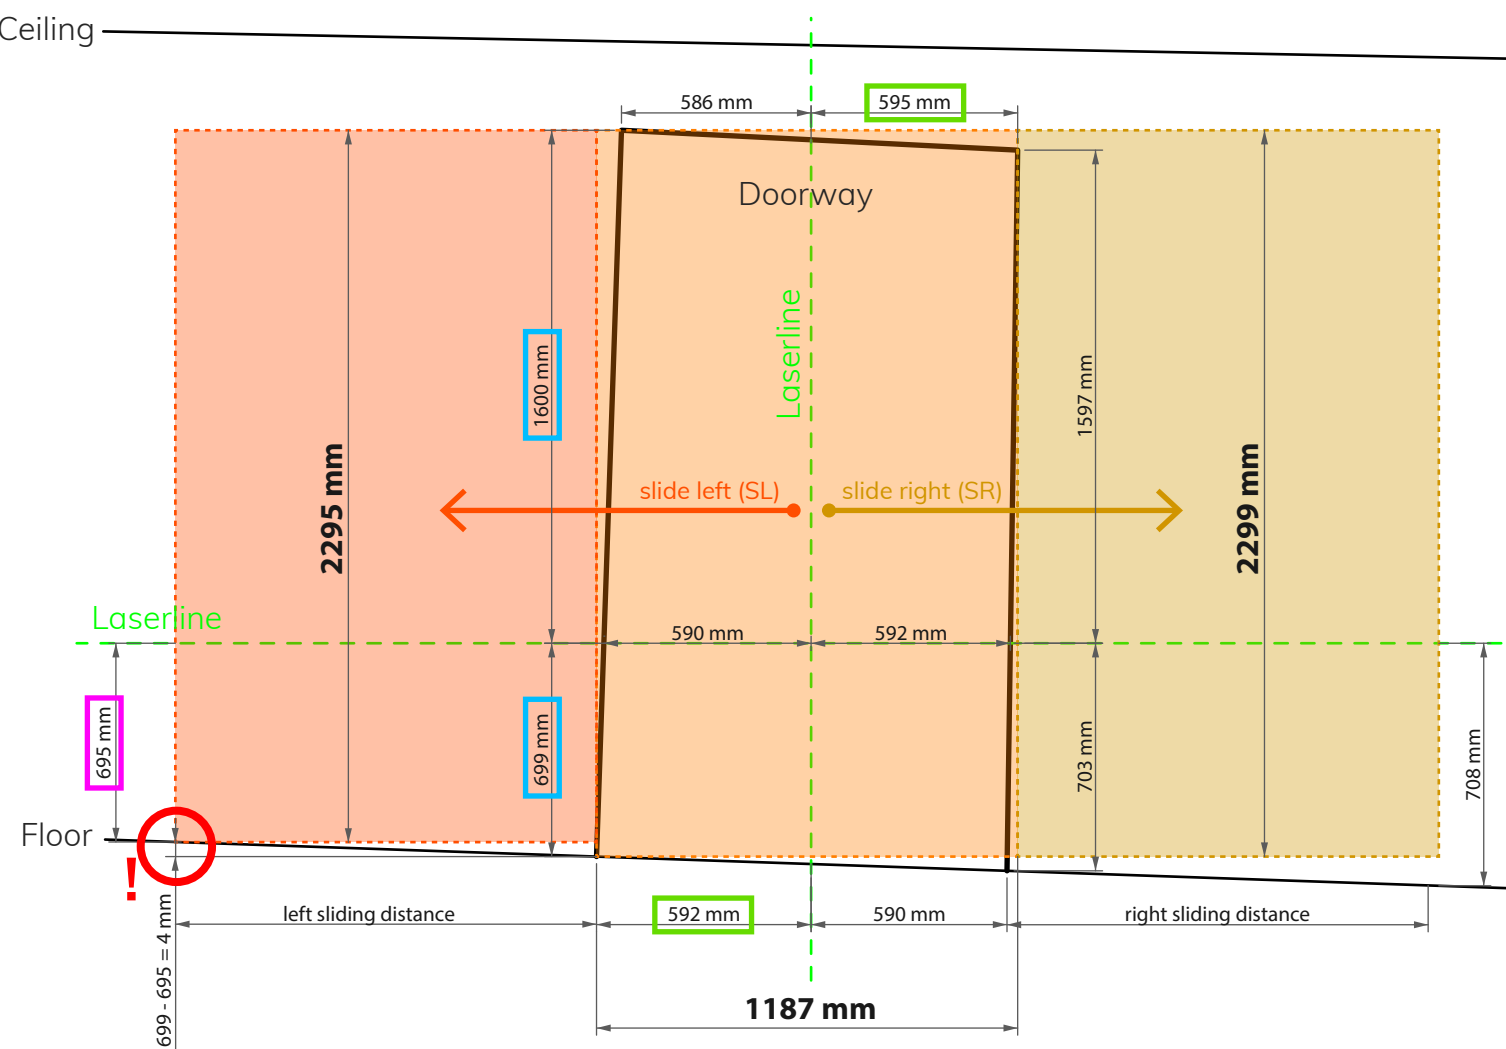 Ceiling
586 mm
595 mm
Doorway
Laserline
1600 mm
1597 mm
slide left (SL)
slide right (SR)
2295 mm
2299 mm
Laserline
590 mm
592 mm
695 mm
699 mm
703 mm
708 mm
Floor
!
left sliding distance
592 mm
590 mm
right sliding distance
699 - 695 = 4 mm
1187 mm